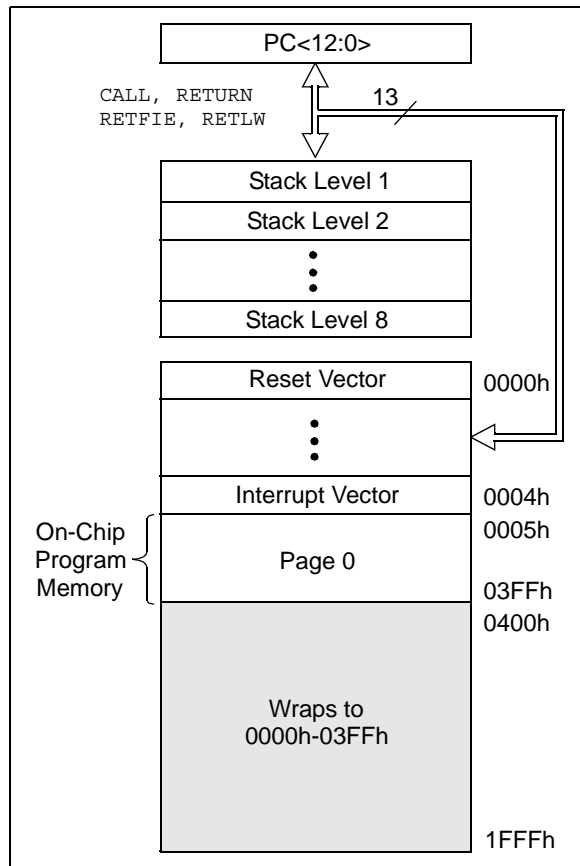 PC<12:0>
CALL, RETURN
RETFIE, RETLW
13
Stack Level 1
Stack Level 2
Stack Level 8
Reset Vector
0000h
Interrupt Vector
0004h
On-Chip
Program
Memory
0005h
Page 0
03FFh
0400h
Wraps to
0000h-03FFh
1FFFh